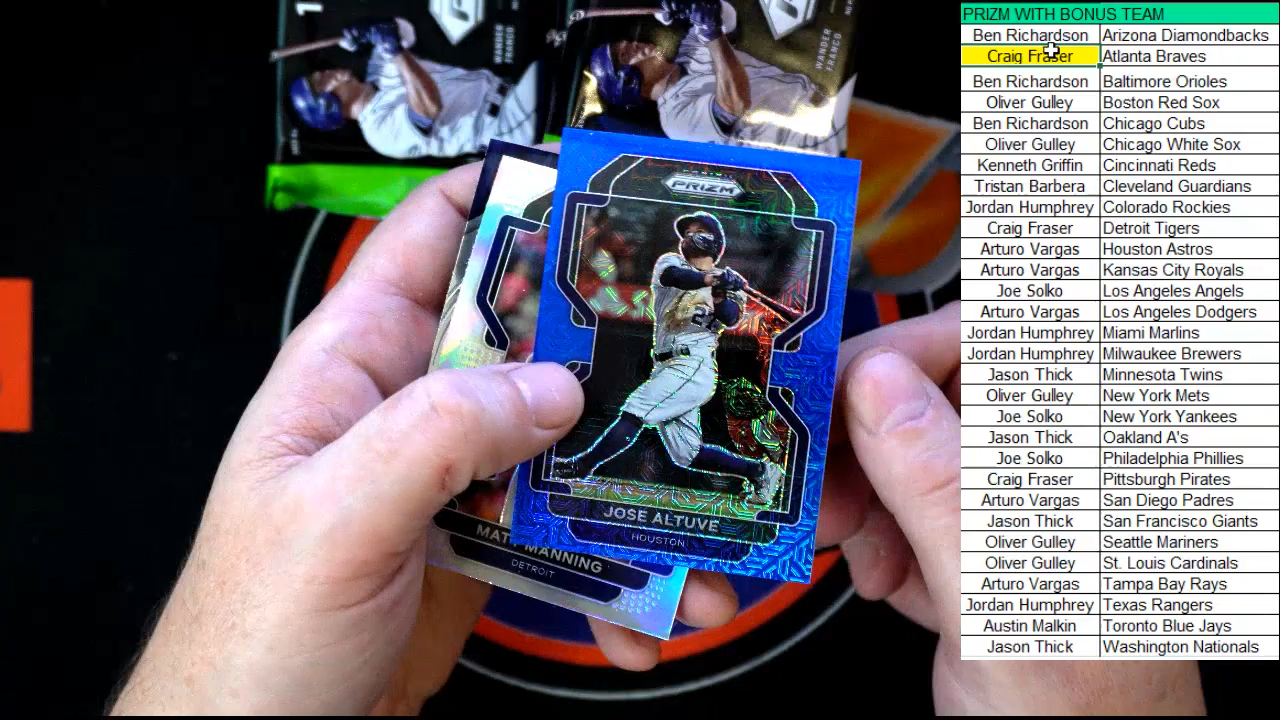 WANDER
FRANCO
WANDER
FRANCO
PRIZM
JOSE ALTUVE
HOUSTON
MATT MANNING
DETROIT
PRIZM WITH BONUS TEAM
Ben Richardson Arizona Diamondbacks
Craig Fraser Atlanta Braves
Ben Richardson Baltimore Orioles
Oliver Gulley Boston Red Sox
Ben Richardson Chicago Cubs
Oliver Gulley Chicago White Sox
Kenneth Griffin Cincinnati Reds
Tristan Barbera Cleveland Guardians
Jordan Humphrey Colorado Rockies
Craig Fraser Detroit Tigers
Arturo Vargas Houston Astros
Arturo Vargas Kansas City Royals
Joe Solko Los Angeles Angels
Arturo Vargas Los Angeles Dodgers
Jordan Humphrey Miami Marlins
Jordan Humphrey Milwaukee Brewers
Jason Thick Minnesota Twins
Oliver Gulley New York Mets
Joe Solko New York Yankees
Jason Thick Oakland A's
Joe Solko Philadelphia Phillies
Craig Fraser Pittsburgh Pirates
Arturo Vargas San Diego Padres
Jason Thick San Francisco Giants
Oliver Gulley Seattle Mariners
Oliver Gulley St. Louis Cardinals
Arturo Vargas Tampa Bay Rays
Jordan Humphrey Texas Rangers
Austin Malkin Toronto Blue Jays
Jason Thick Washington Nationals